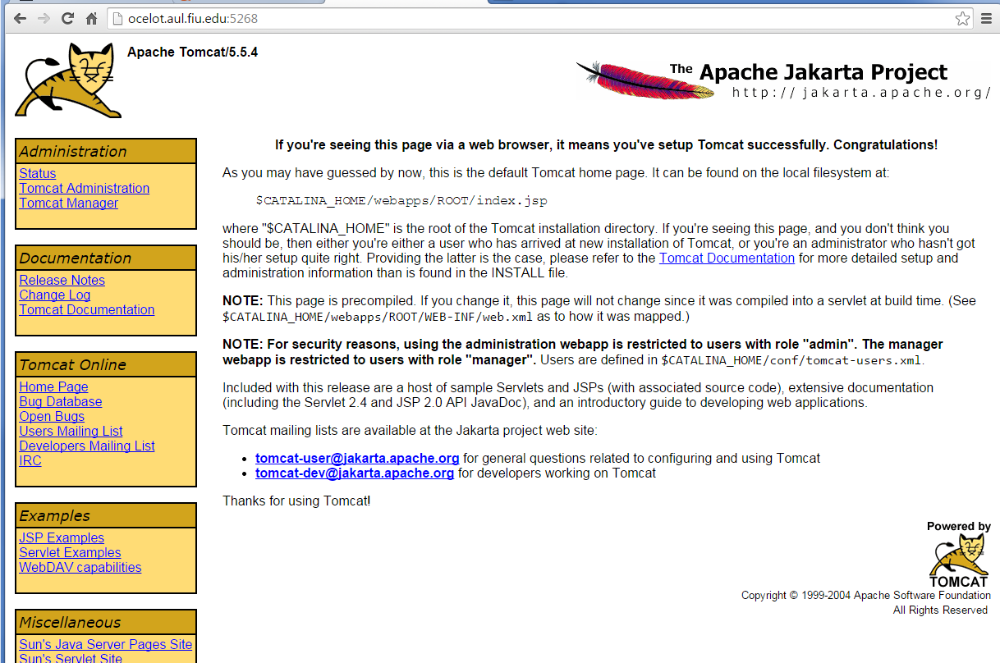 ocelot.aul.fiu.edu:5268
Apache Tomcat/5.5.4
The Apache Jakarta Project
http://jakarta.apache.org/
Administration
Status
Tomcat Administration
Tomcat Manager
Documentation
Release Notes
Change Log
Tomcat Documentation
Tomcat Online
Home Page
Bug Database
Open Bugs
Users Mailing List
Developers Mailing List
IRC
Examples
JSP Examples
Servlet Examples
WebDAV capabilities
Miscellaneous
Sun's Java Server Pages Site
Sun's Servlet Site
If you're seeing this page via a web browser, it means you've setup Tomcat successfully. Congratulations!
As you may have guessed by now, this is the default Tomcat home page. It can be found on the local filesystem at:
$CATALINA_HOME/webapps/ROOT/index.jsp
where "$CATALINA_HOME" is the root of the Tomcat installation directory. If you're seeing this page, and you don't think you
should be, then either you're either a user who has arrived at new installation of Tomcat, or you're an administrator who hasn't got
his/her setup quite right. Providing the latter is the case, please refer to the Tomcat Documentation for more detailed setup and
administration information than is found in the INSTALL file.
NOTE: This page is precompiled. If you change it, this page will not change since it was compiled into a servlet at build time. (See
$CATALINA_HOME/webapps/ROOT/WEB-INF/web.xml as to how it was mapped.)
NOTE: For security reasons, using the administration webapp is restricted to users with role "admin". The manager
webapp is restricted to users with role "manager". Users are defined in $CATALINA_HOME/conf/tomcat-users.xml.
Included with this release are a host of sample Servlets and JSPs (with associated source code), extensive documentation
(including the Servlet 2.4 and JSP 2.0 API JavaDoc), and an introductory guide to developing web applications.
Tomcat mailing lists are available at the Jakarta project web site:
• tomcat-user@jakarta.apache.org for general questions related to configuring and using Tomcat
• tomcat-dev@jakarta.apache.org for developers working on Tomcat
Thanks for using Tomcat!
Powered by
TOMCAT
Copyright © 1999-2004 Apache Software Foundation
All Rights Reserved